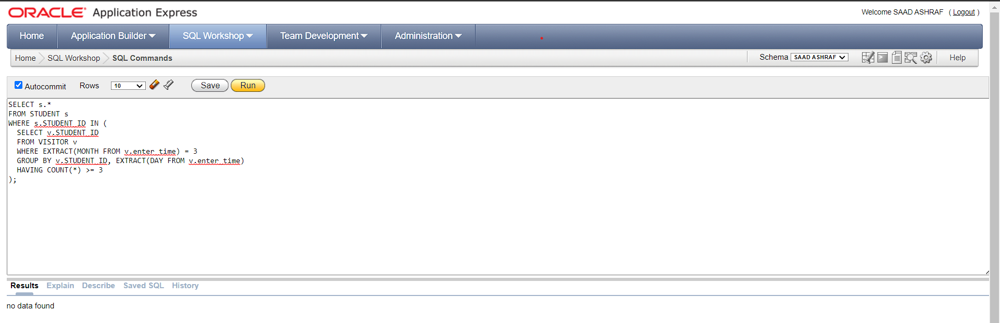 ORACLE Application Express
Welcome SAAD ASHRAF ( Logout )
Home Application Builder SQL Workshop Team Development Administration
Home SQL Workshop SQL Commands Schema SAAD ASHRAF Help
Autocommit Rows 10 Save Run
SELECT s.*
FROM STUDENT s
WHERE s.STUDENT_ID IN (
  SELECT v.STUDENT_ID
  FROM VISITOR v
  WHERE EXTRACT(MONTH FROM v.enter_time) = 3
  GROUP BY v.STUDENT_ID, EXTRACT(DAY FROM v.enter_time)
  HAVING COUNT(*) >= 3
);
Results Explain Describe Saved SQL History
no data found